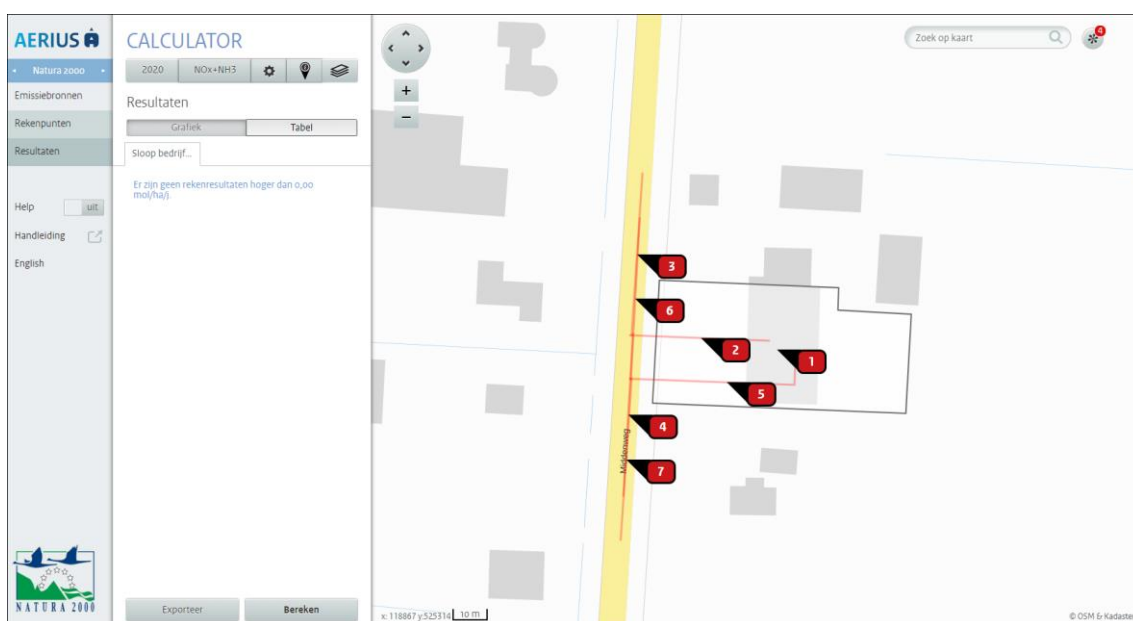 AERIUS
Natura 2000
Emissiebronnen
Rekenpunten
Resultaten
Help
uit
Handleiding
English
NATURA 2000
CALCULATOR
2020
NOx+NH3
Resultaten
Grafiek
Tabel
Sloop bedrijf...
Er zijn geen rekenresultaten hoger dan 0,00
mol/ha/j.
Exporteer
Bereken
+
−
Zoek op kaart
4
3
6
2
1
5
4
7
Middenweg
x: 118867 y:525314
10 m
© OSM & Kadaster